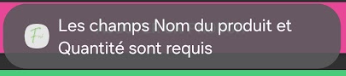 Les champs Nom du produit et
Quantité sont requis